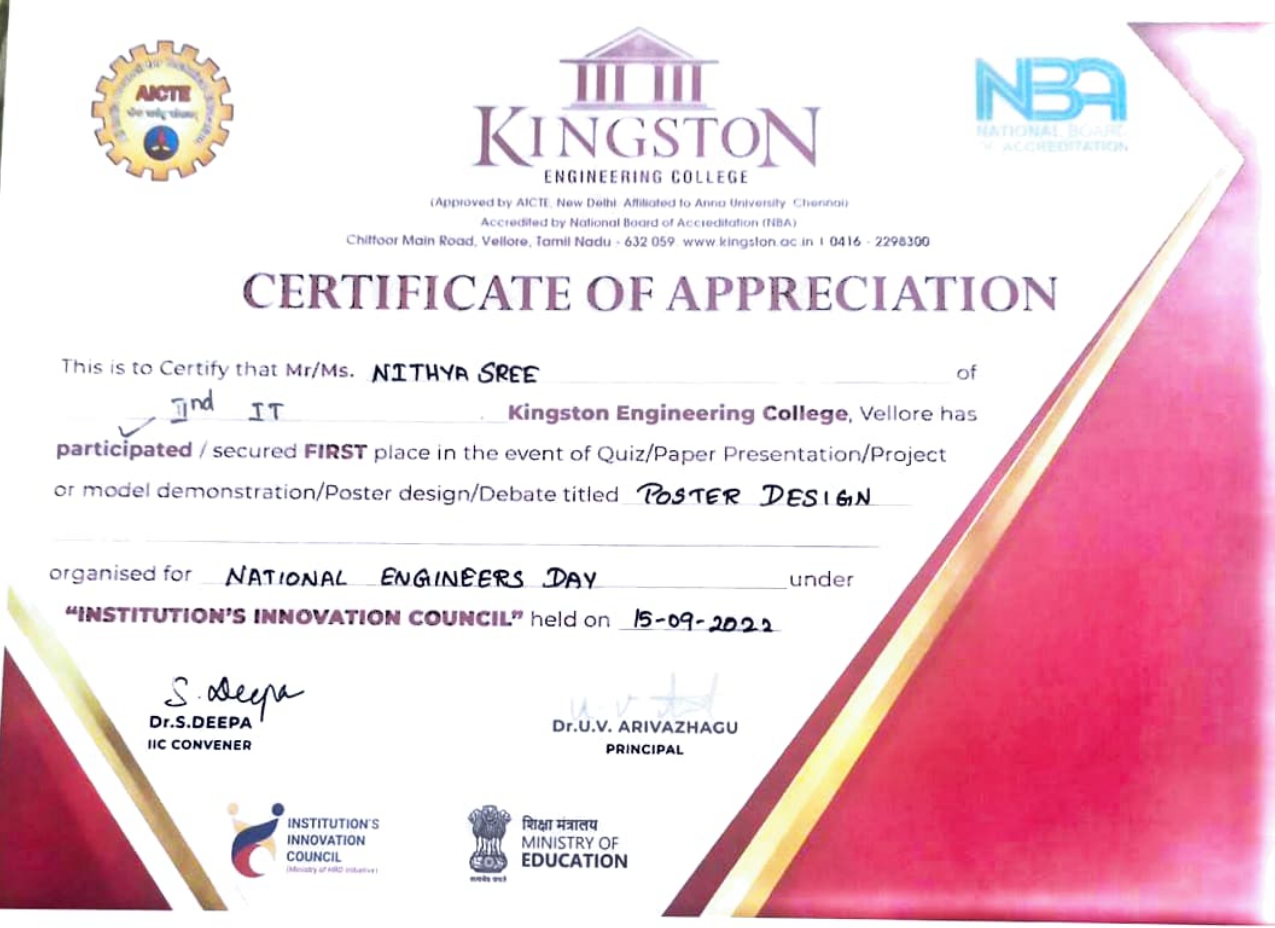 AICTE
KINGSTON
ENGINEERING COLLEGE
NBA
NATIONAL BOARD
OF ACCREDITATION
(Approved by AICTE, New Delhi. Affiliated to Anna University, Chennai)
Accredited by National Board of Accreditation (NBA)
Chittoor Main Road, Vellore, Tamil Nadu - 632 059. www.kingston.ac.in | 0416 - 2298300
CERTIFICATE OF APPRECIATION
This is to Certify that Mr/Ms. NITHYA SREE of
IInd IT Kingston Engineering College, Vellore has
participated / secured FIRST place in the event of Quiz/Paper Presentation/Project
or model demonstration/Poster design/Debate titled POSTER DESIGN
organised for NATIONAL ENGINEERS DAY under
"INSTITUTION'S INNOVATION COUNCIL" held on 15-09-2022
S. Deepa
Dr.S.DEEPA
IIC CONVENER
Dr.U.V. ARIVAZHAGU
PRINCIPAL
INSTITUTION'S
INNOVATION
COUNCIL
(Ministry of HRD Initiative)
शिक्षा मंत्रालय
MINISTRY OF
EDUCATION
सत्यमेव जयते